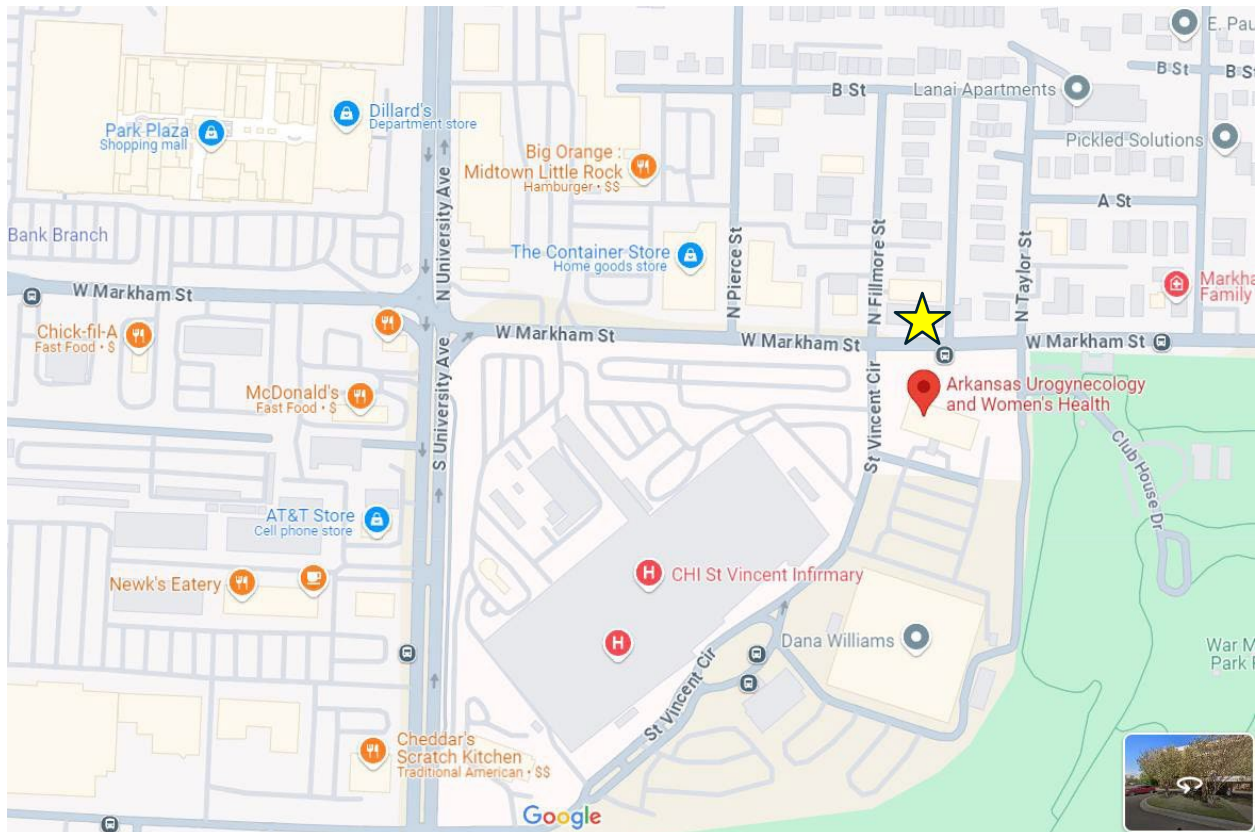 E. Pau
B St
B St
B St
Lanai Apartments
Dillard's
Department store
Park Plaza
Shopping mall
Pickled Solutions
Big Orange :
Midtown Little Rock
Hamburger • $$
N University Ave
A St
Bank Branch
The Container Store
Home goods store
N Pierce St
N Fillmore St
N Taylor St
Markha
Family
W Markham St
W Markham St
W Markham St
W Markham St
Chick-fil-A
Fast Food • $
McDonald's
Fast Food • $
S University Ave
St Vincent Cir
Arkansas Urogynecology
and Women's Health
Club House Dr
AT&T Store
Cell phone store
Newk's Eatery
H
CHI St Vincent Infirmary
H
Dana Williams
War M
Park
St Vincent Cir
Cheddar's
Scratch Kitchen
Traditional American • $$
Google